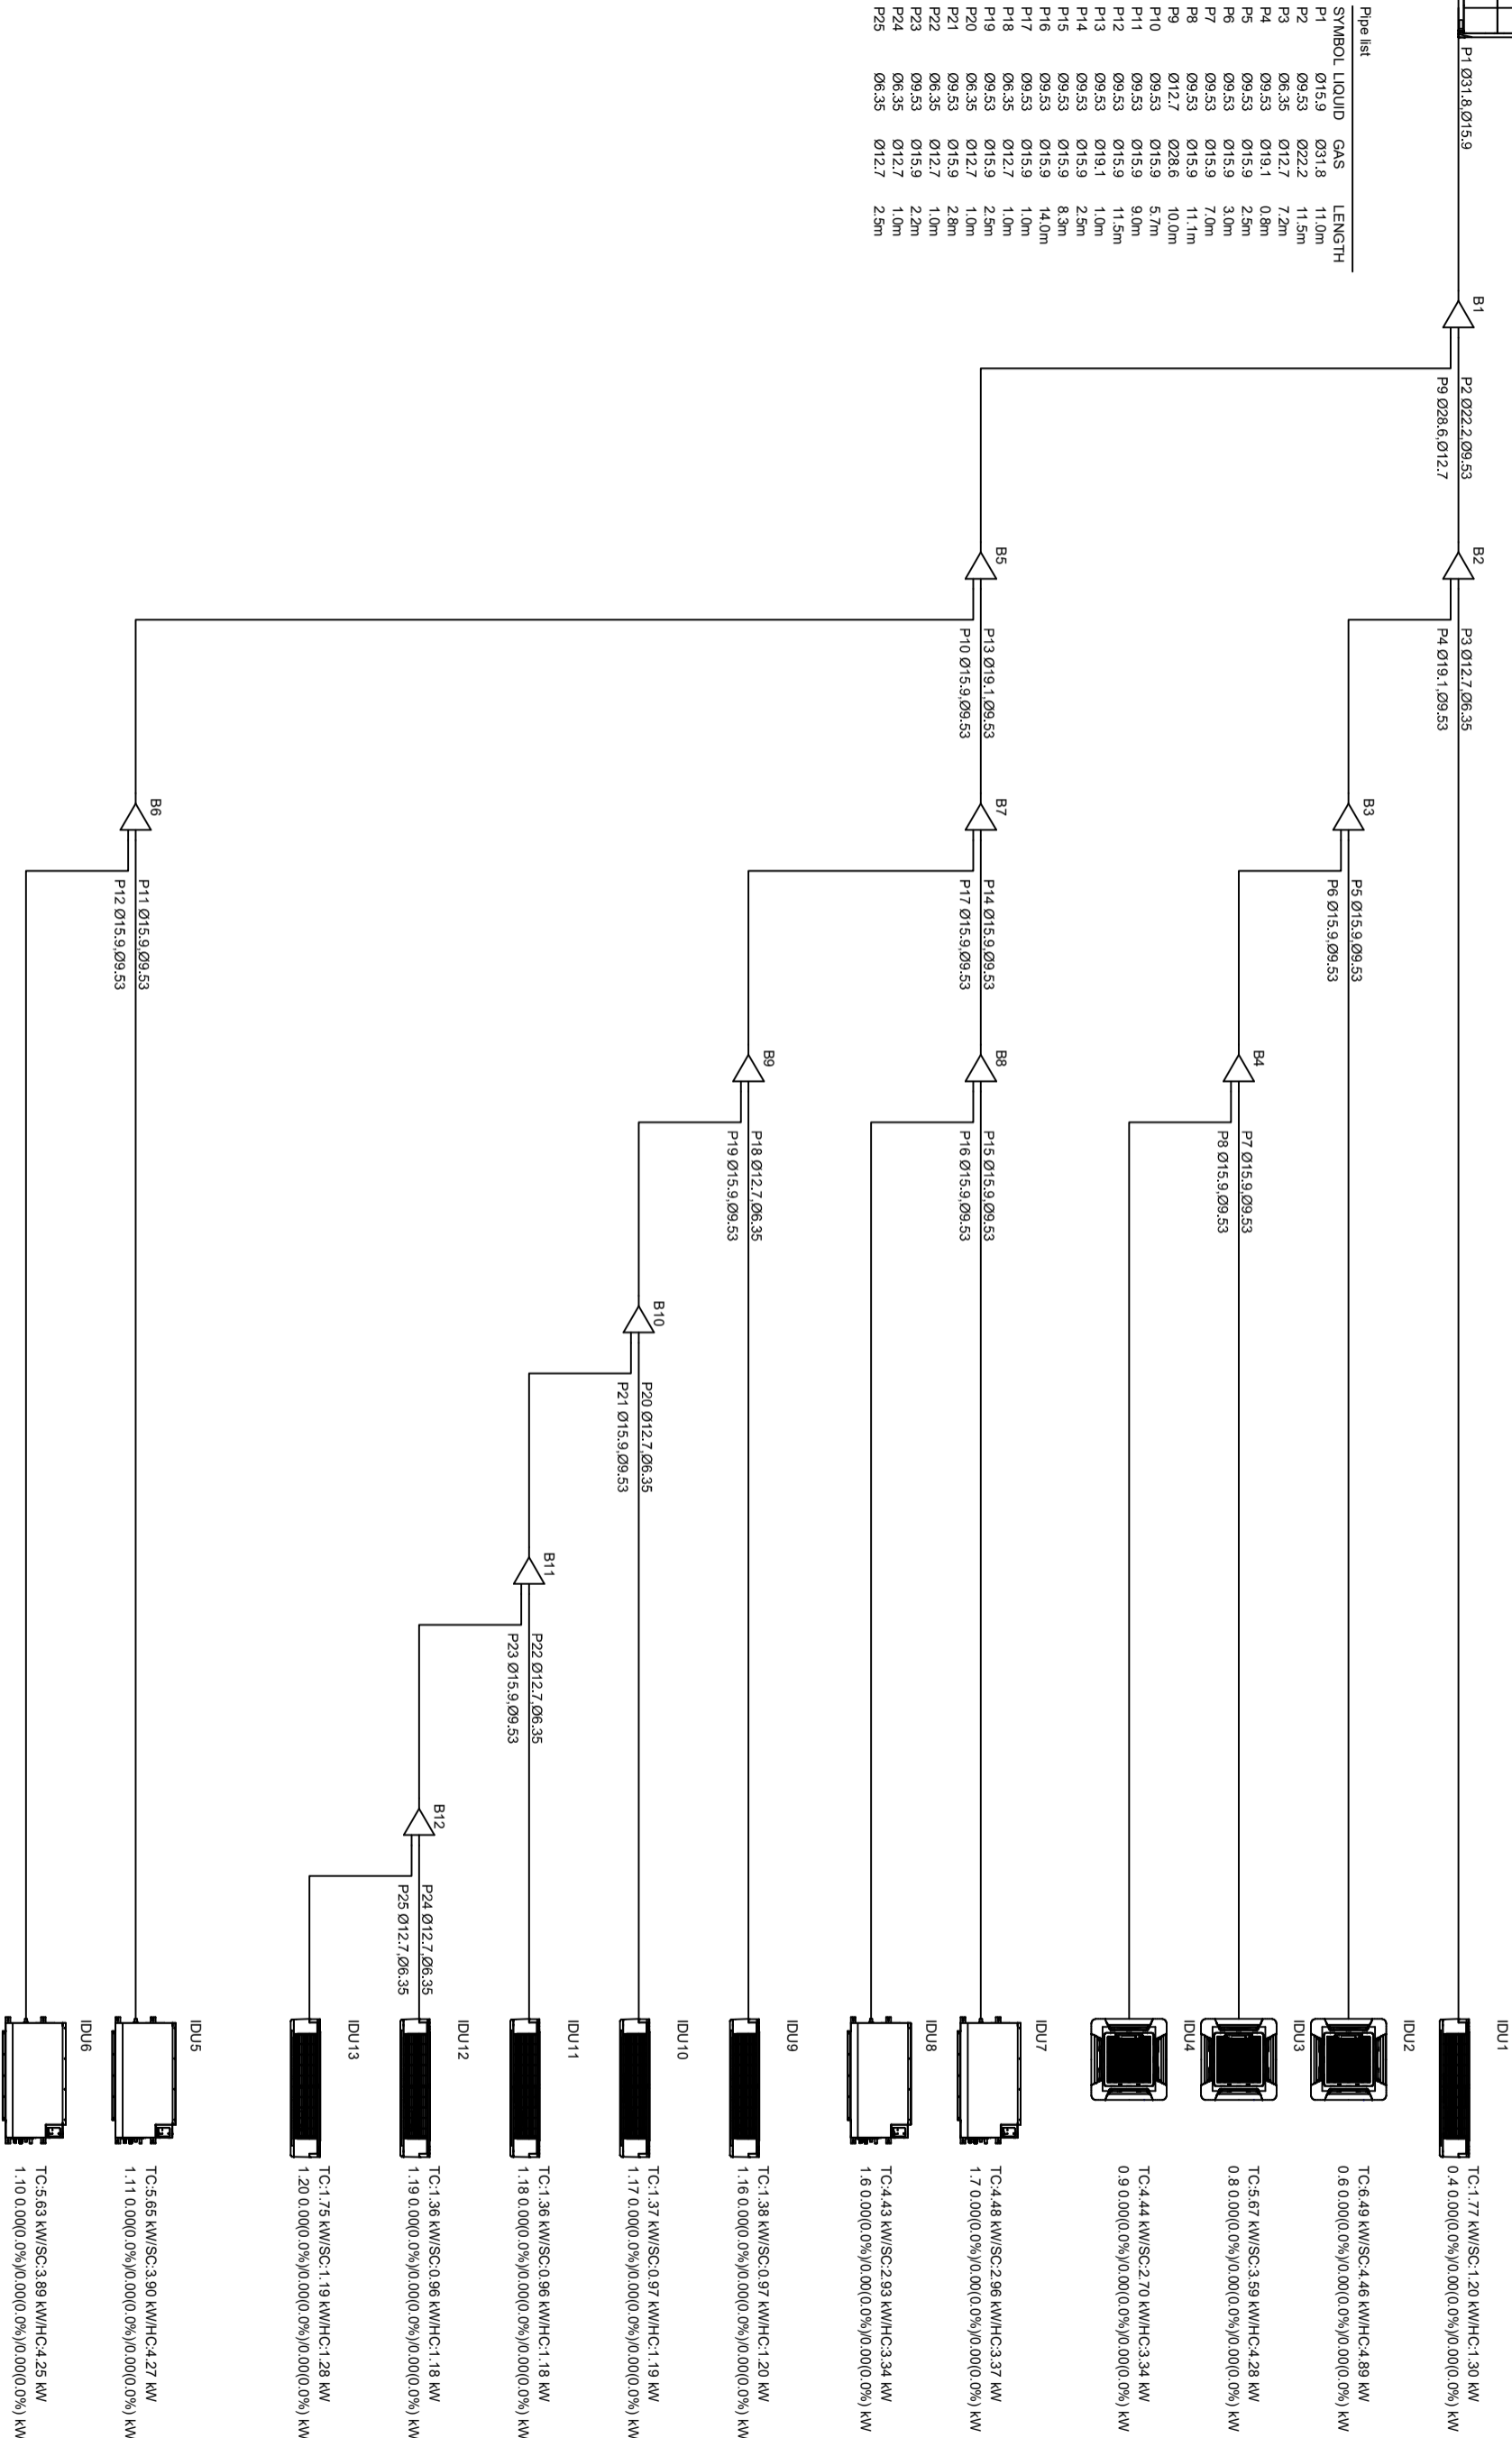 P1 Ø31.8,Ø15.9
Pipe list
SYMBOL LIQUID GAS LENGTH
P1 Ø15.9 Ø31.8 11.0m
P2 Ø9.53 Ø22.2 11.5m
P3 Ø6.35 Ø12.7 7.2m
P4 Ø9.53 Ø19.1 0.8m
P5 Ø9.53 Ø15.9 2.5m
P6 Ø9.53 Ø15.9 3.0m
P7 Ø9.53 Ø15.9 7.0m
P8 Ø9.53 Ø15.9 11.1m
P9 Ø12.7 Ø28.6 10.0m
P10 Ø9.53 Ø15.9 5.7m
P11 Ø9.53 Ø15.9 9.0m
P12 Ø9.53 Ø15.9 11.5m
P13 Ø9.53 Ø19.1 1.0m
P14 Ø9.53 Ø15.9 2.5m
P15 Ø9.53 Ø15.9 8.3m
P16 Ø9.53 Ø15.9 14.0m
P17 Ø9.53 Ø15.9 1.0m
P18 Ø6.35 Ø12.7 1.0m
P19 Ø9.53 Ø15.9 2.5m
P20 Ø6.35 Ø12.7 1.0m
P21 Ø9.53 Ø15.9 2.8m
P22 Ø6.35 Ø12.7 1.0m
P23 Ø9.53 Ø15.9 2.2m
P24 Ø6.35 Ø12.7 1.0m
P25 Ø6.35 Ø12.7 2.5m
B1
P2 Ø22.2,Ø9.53
P9 Ø28.6,Ø12.7
B2
P3 Ø12.7,Ø6.35
P4 Ø19.1,Ø9.53
B3
P5 Ø15.9,Ø9.53
P6 Ø15.9,Ø9.53
B4
P7 Ø15.9,Ø9.53
P8 Ø15.9,Ø9.53
B5
P13 Ø19.1,Ø9.53
P10 Ø15.9,Ø9.53
B7
P14 Ø15.9,Ø9.53
P17 Ø15.9,Ø9.53
B8
P15 Ø15.9,Ø9.53
P16 Ø15.9,Ø9.53
B9
P18 Ø12.7,Ø6.35
P19 Ø15.9,Ø9.53
B10
P20 Ø12.7,Ø6.35
P21 Ø15.9,Ø9.53
B11
P22 Ø12.7,Ø6.35
P23 Ø15.9,Ø9.53
B12
P24 Ø12.7,Ø6.35
P25 Ø12.7,Ø6.35
B6
P11 Ø15.9,Ø9.53
P12 Ø15.9,Ø9.53
IDU1
TC:1.77 kW/SC:1.20 kW/HC:1.30 kW
0.4 0.00(0.0%)/0.00(0.0%)/0.00(0.0%) kW
IDU2
TC:6.49 kW/SC:4.46 kW/HC:4.89 kW
0.6 0.00(0.0%)/0.00(0.0%)/0.00(0.0%) kW
IDU3
TC:5.67 kW/SC:3.59 kW/HC:4.28 kW
0.8 0.00(0.0%)/0.00(0.0%)/0.00(0.0%) kW
IDU4
TC:4.44 kW/SC:2.70 kW/HC:3.34 kW
0.9 0.00(0.0%)/0.00(0.0%)/0.00(0.0%) kW
IDU7
TC:4.48 kW/SC:2.96 kW/HC:3.37 kW
1.7 0.00(0.0%)/0.00(0.0%)/0.00(0.0%) kW
IDU8
TC:4.43 kW/SC:2.93 kW/HC:3.34 kW
1.6 0.00(0.0%)/0.00(0.0%)/0.00(0.0%) kW
IDU9
TC:1.38 kW/SC:0.97 kW/HC:1.20 kW
1.16 0.00(0.0%)/0.00(0.0%)/0.00(0.0%) kW
IDU10
TC:1.37 kW/SC:0.97 kW/HC:1.19 kW
1.17 0.00(0.0%)/0.00(0.0%)/0.00(0.0%) kW
IDU11
TC:1.36 kW/SC:0.96 kW/HC:1.18 kW
1.18 0.00(0.0%)/0.00(0.0%)/0.00(0.0%) kW
IDU12
TC:1.36 kW/SC:0.96 kW/HC:1.18 kW
1.19 0.00(0.0%)/0.00(0.0%)/0.00(0.0%) kW
IDU13
TC:1.75 kW/SC:1.19 kW/HC:1.28 kW
1.20 0.00(0.0%)/0.00(0.0%)/0.00(0.0%) kW
IDU5
TC:5.65 kW/SC:3.90 kW/HC:4.27 kW
1.11 0.00(0.0%)/0.00(0.0%)/0.00(0.0%) kW
IDU6
TC:5.63 kW/SC:3.89 kW/HC:4.25 kW
1.10 0.00(0.0%)/0.00(0.0%)/0.00(0.0%) kW